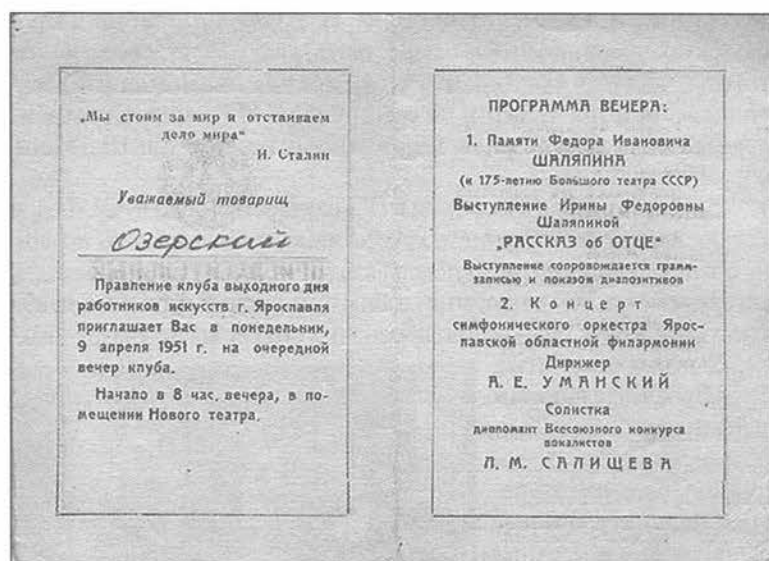 „Мы стоим за мир и отстаиваем
дело мира“
И. Сталин
Уважаемый товарищ
Озерский
Правление клуба выходного дня
работников искусств г. Ярославля
приглашает Вас в понедельник,
9 апреля 1951 г. на очередной
вечер клуба.
Начало в 8 час. вечера, в по-
мещении Нового театра.
ПРОГРАММА ВЕЧЕРА:
1. Памяти Федора Ивановича
ШАЛЯПИНА
(к 175-летию Большого театра СССР)
Выступление Ирины Федоровны
Шаляпиной
„РАССКАЗ об ОТЦЕ“
Выступление сопровождается грамм-
записью и показом диапозитивов
2. Концерт
симфонического оркестра Ярос-
лавской областной филармонии
Дирижер
А. Е. УМАНСКИЙ
Солистка
дипломант Всесоюзного конкурса
вокалистов
Л. М. САЛИЩЕВА